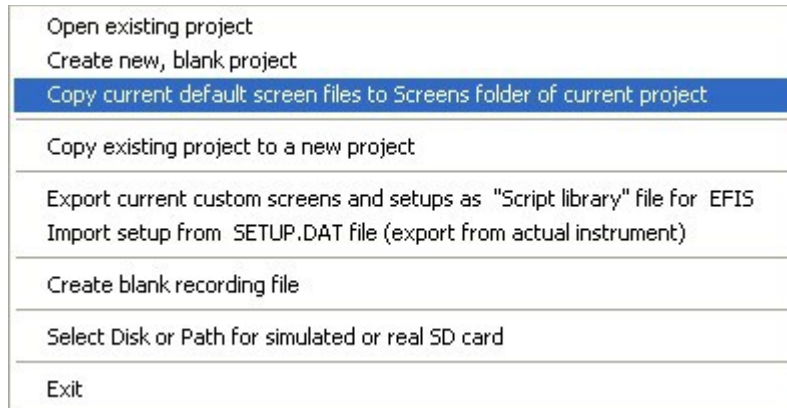 Open existing project
Create new, blank project
Copy current default screen files to Screens folder of current project
Copy existing project to a new project
Export current custom screens and setups as "Script library" file for EFIS
Import setup from SETUP.DAT file (export from actual instrument)
Create blank recording file
Select Disk or Path for simulated or real SD card
Exit